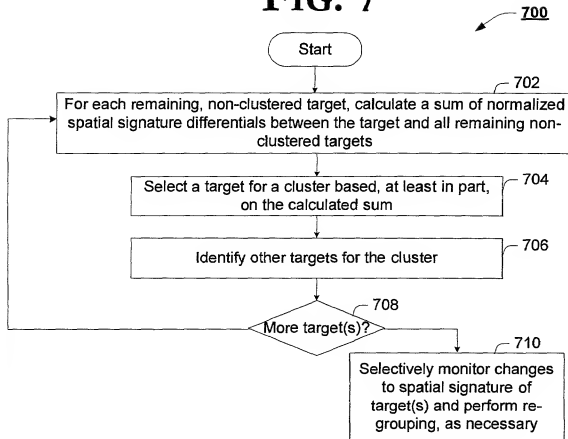 FIG. 7
700
Start
702
For each remaining, non-clustered target, calculate a sum of normalized
spatial signature differentials between the target and all remaining non-
clustered targets
704
Select a target for a cluster based, at least in part,
on the calculated sum
706
Identify other targets for the cluster
708
More target(s)?
710
Selectively monitor changes
to spatial signature of
target(s) and perform re-
grouping, as necessary